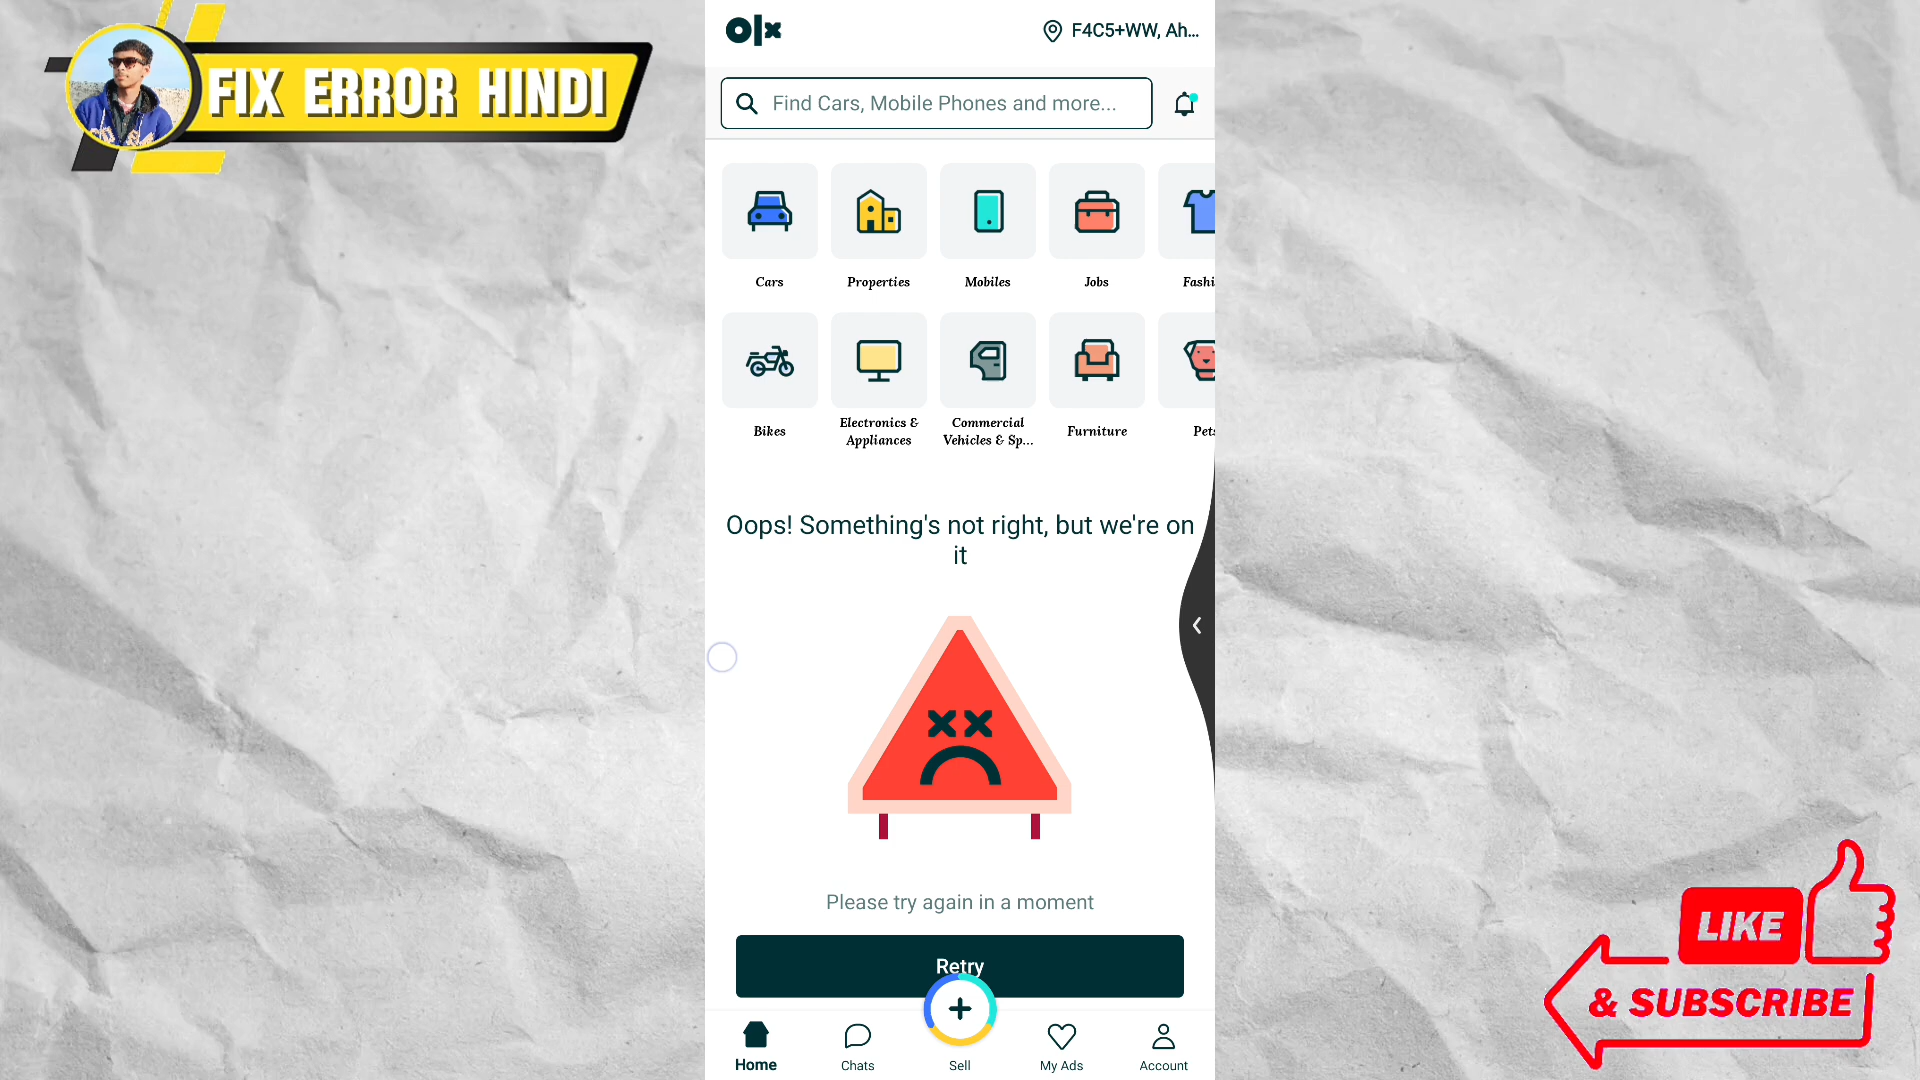 FIX ERROR HINDI
olx
F4C5+WW, Ah...
Find Cars, Mobile Phones and more...
Cars
Properties
Mobiles
Jobs
Fashi
Bikes
Electronics &
Appliances
Commercial
Vehicles & Sp...
Furniture
Pets
Oops! Something's not right, but we're on
it
Please try again in a moment
Retry
Home
Chats
Sell
My Ads
Account
LIKE
& SUBSCRIBE